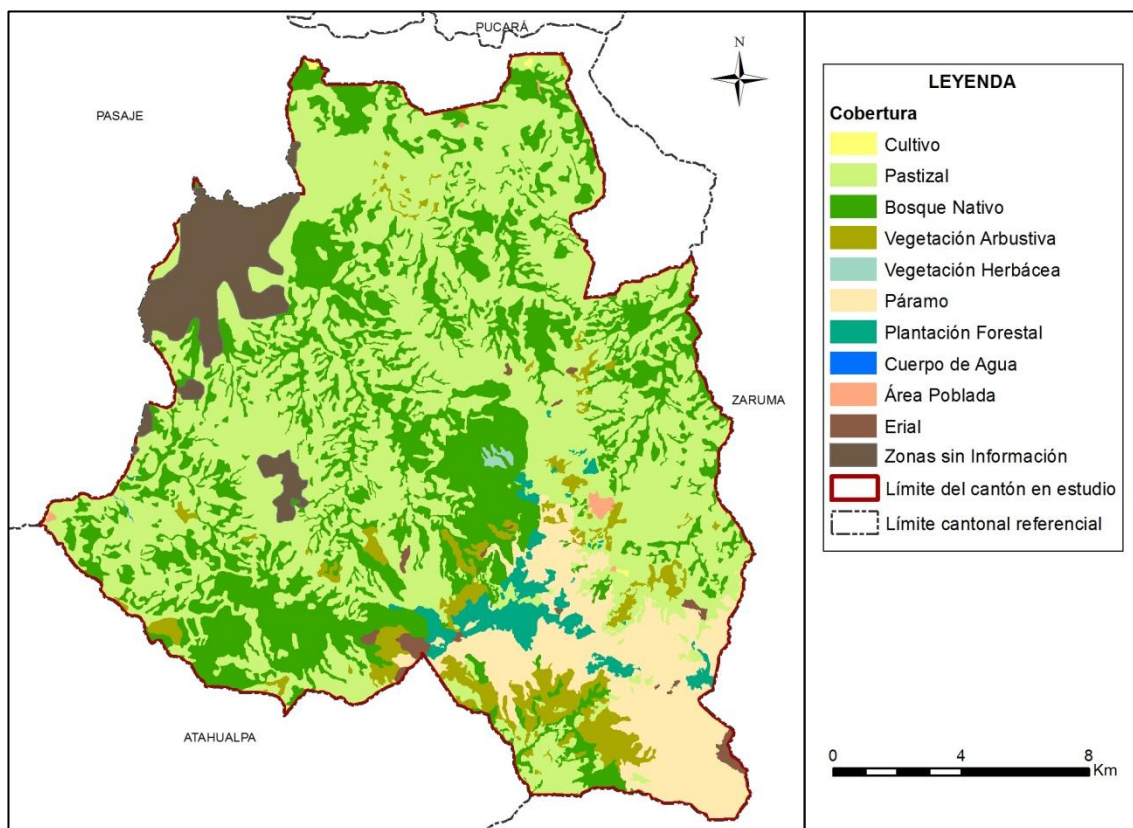 PUCARÁ
N
PASAJE
ZARUMA
ATAHUALPA
LEYENDA
Cobertura
Cultivo
Pastizal
Bosque Nativo
Vegetación Arbustiva
Vegetación Herbácea
Páramo
Plantación Forestal
Cuerpo de Agua
Área Poblada
Erial
Zonas sin Información
Límite del cantón en estudio
Límite cantonal referencial
0 4 8
Km